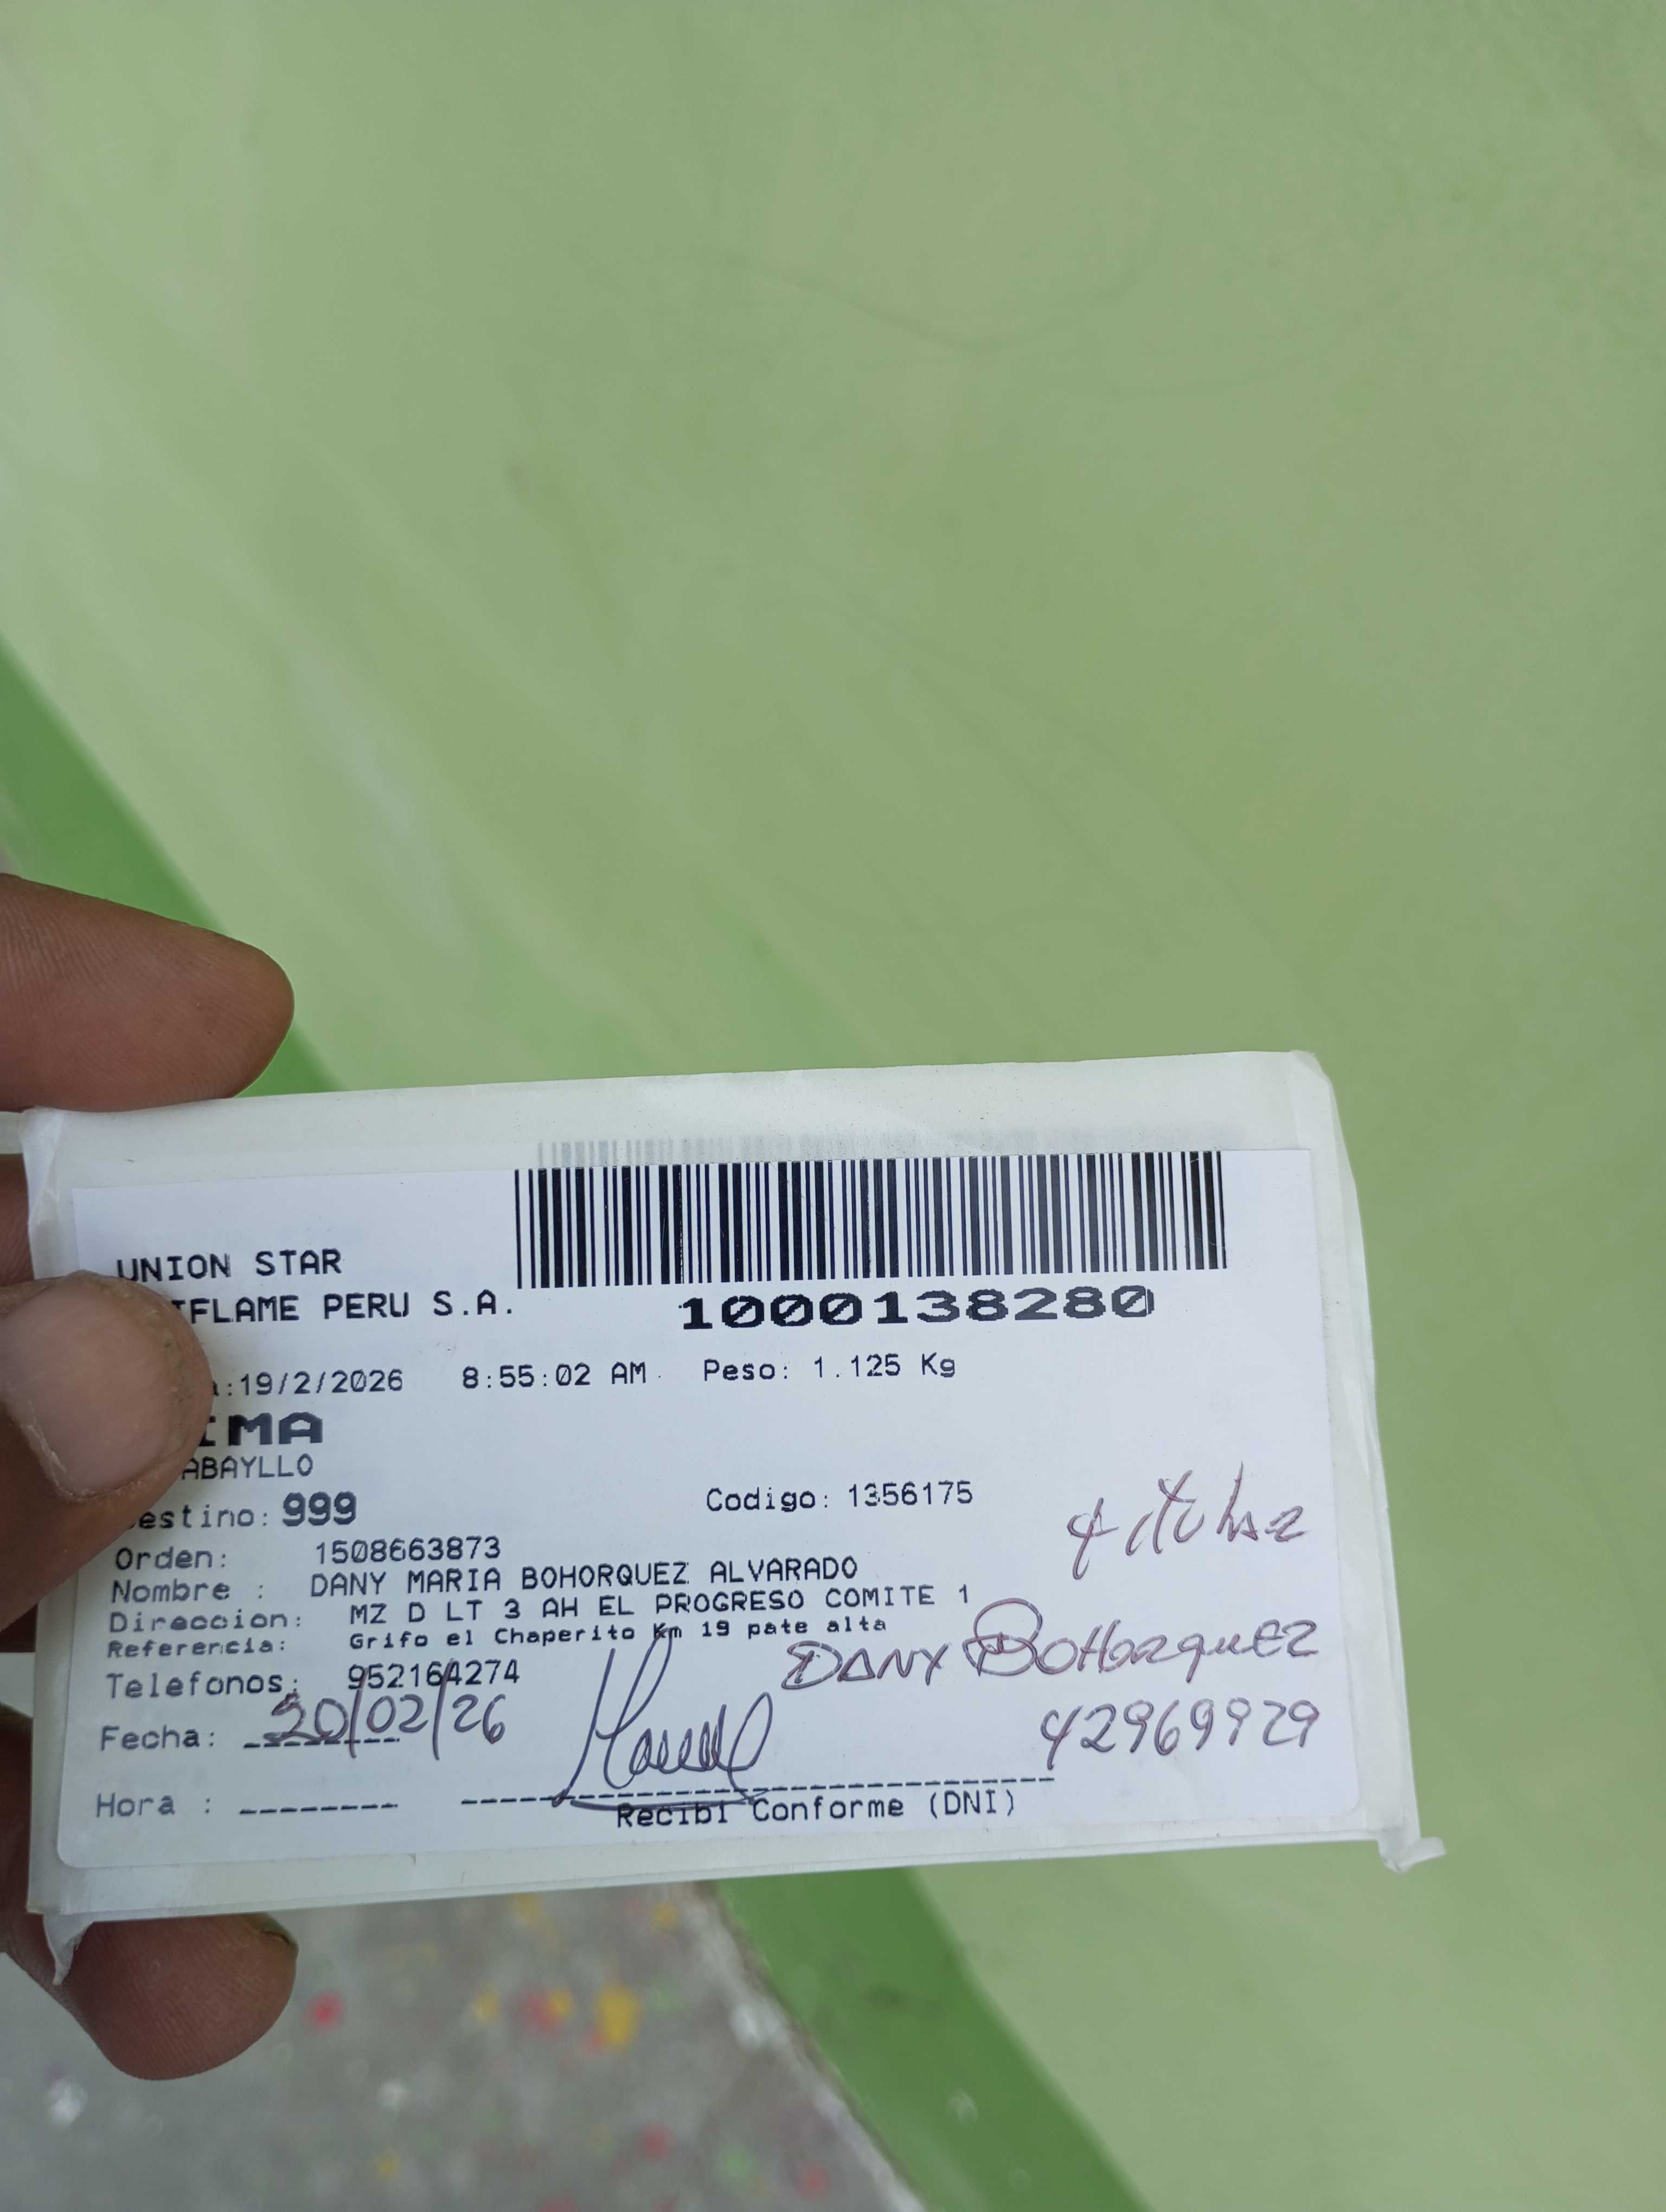 UNION STAR
IFLAME PERU S.A.
1000138280
a:19/2/2026 8:55:02 AM Peso: 1.125 Kg
IMA
ABAYLLO
estino: 999
Codigo: 1356175
Orden: 1508663873
Nombre : DANY MARIA BOHORQUEZ ALVARADO
Direccion: MZ D LT 3 AH EL PROGRESO COMITE 1
Referencia: Grifo el Chaperito Km 19 pate alta
DANY BOHORQUEZ
Telefonos: 952164274
Fecha: 20/02/26
42969929
Hora :
Recibi Conforme (DNI)